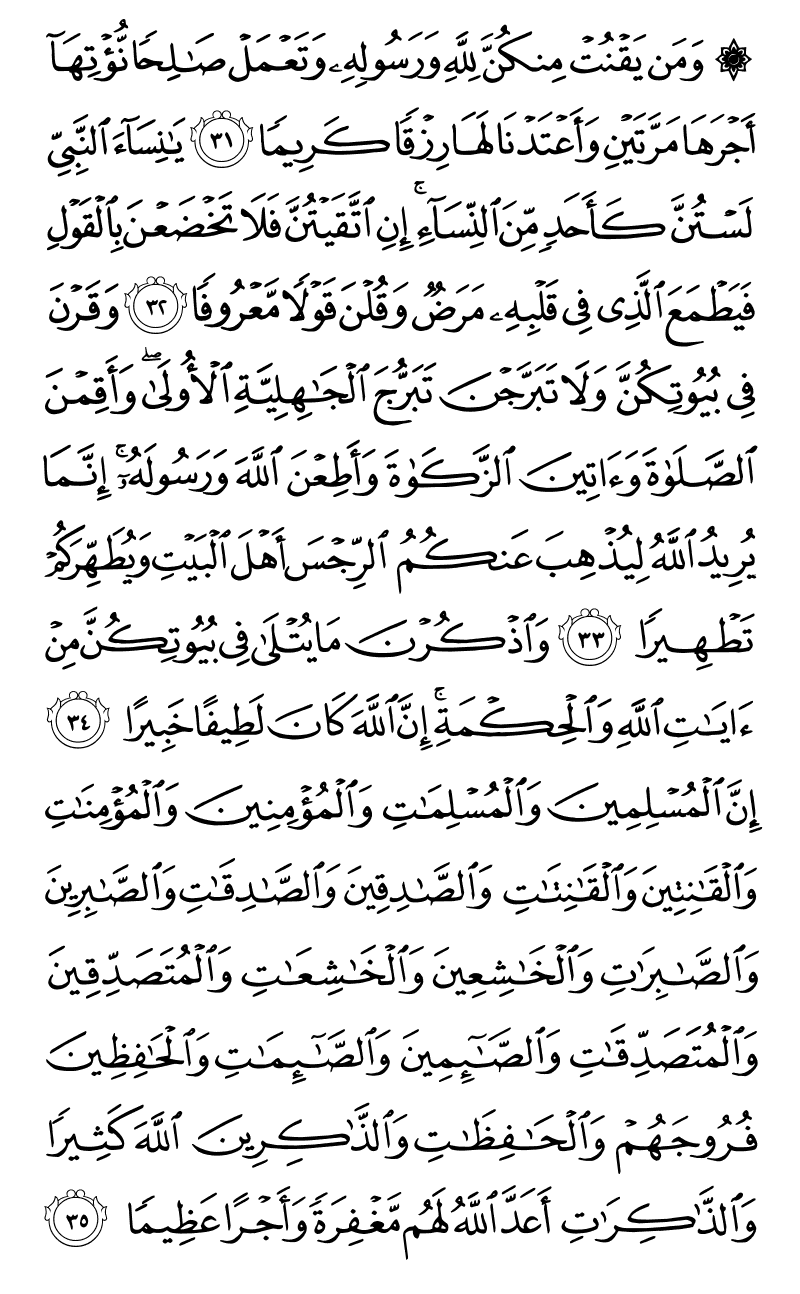 ۞ وَمَن يَقْنُتْ مِنكُنَّ لِلَّهِ وَرَسُولِهِۦ وَتَعْمَلْ صَٰلِحًا نُّؤْتِهَآ
أَجْرَهَا مَرَّتَيْنِ وَأَعْتَدْنَا لَهَا رِزْقًا كَرِيمًا ٣١ يَٰنِسَآءَ ٱلنَّبِىِّ
لَسْتُنَّ كَأَحَدٍ مِّنَ ٱلنِّسَآءِ ۚ إِنِ ٱتَّقَيْتُنَّ فَلَا تَخْضَعْنَ بِٱلْقَوْلِ
فَيَطْمَعَ ٱلَّذِى فِى قَلْبِهِۦ مَرَضٌ وَقُلْنَ قَوْلًا مَّعْرُوفًا ٣٢ وَقَرْنَ
فِى بُيُوتِكُنَّ وَلَا تَبَرَّجْنَ تَبَرُّجَ ٱلْجَٰهِلِيَّةِ ٱلْأُولَىٰ ۖ وَأَقِمْنَ
ٱلصَّلَوٰةَ وَءَاتِينَ ٱلزَّكَوٰةَ وَأَطِعْنَ ٱللَّهَ وَرَسُولَهُۥٓ ۚ إِنَّمَا
يُرِيدُ ٱللَّهُ لِيُذْهِبَ عَنكُمُ ٱلرِّجْسَ أَهْلَ ٱلْبَيْتِ وَيُطَهِّرَكُمْ
تَطْهِيرًا ٣٣ وَٱذْكُرْنَ مَا يُتْلَىٰ فِى بُيُوتِكُنَّ مِنْ
ءَايَٰتِ ٱللَّهِ وَٱلْحِكْمَةِ ۚ إِنَّ ٱللَّهَ كَانَ لَطِيفًا خَبِيرًا ٣٤
إِنَّ ٱلْمُسْلِمِينَ وَٱلْمُسْلِمَٰتِ وَٱلْمُؤْمِنِينَ وَٱلْمُؤْمِنَٰتِ
وَٱلْقَٰنِتِينَ وَٱلْقَٰنِتَٰتِ وَٱلصَّٰدِقِينَ وَٱلصَّٰدِقَٰتِ وَٱلصَّٰبِرِينَ
وَٱلصَّٰبِرَٰتِ وَٱلْخَٰشِعِينَ وَٱلْخَٰشِعَٰتِ وَٱلْمُتَصَدِّقِينَ
وَٱلْمُتَصَدِّقَٰتِ وَٱلصَّٰٓئِمِينَ وَٱلصَّٰٓئِمَٰتِ وَٱلْحَٰفِظِينَ
فُرُوجَهُمْ وَٱلْحَٰفِظَٰتِ وَٱلذَّٰكِرِينَ ٱللَّهَ كَثِيرًا
وَٱلذَّٰكِرَٰتِ أَعَدَّ ٱللَّهُ لَهُم مَّغْفِرَةً وَأَجْرًا عَظِيمًا ٣٥